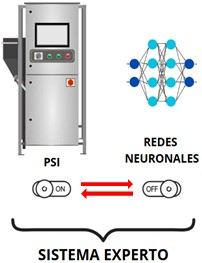 PSI
REDES
NEURONALES
ON
OFF
SISTEMA EXPERTO